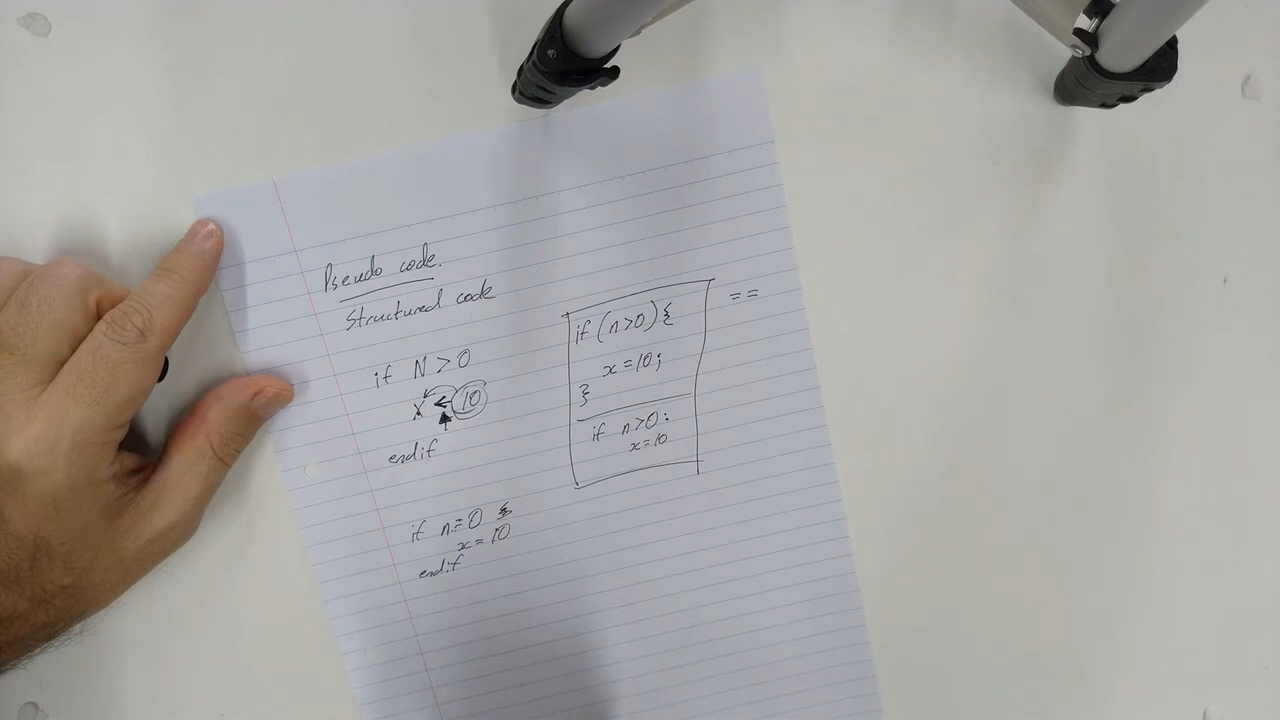 Pseudo code.
Structured code
if N > 0
x ← 10
endif
if n = 0 {
x = 10
endif
if (n>0) {
x = 10;
}
if n>0:
x = 10
==